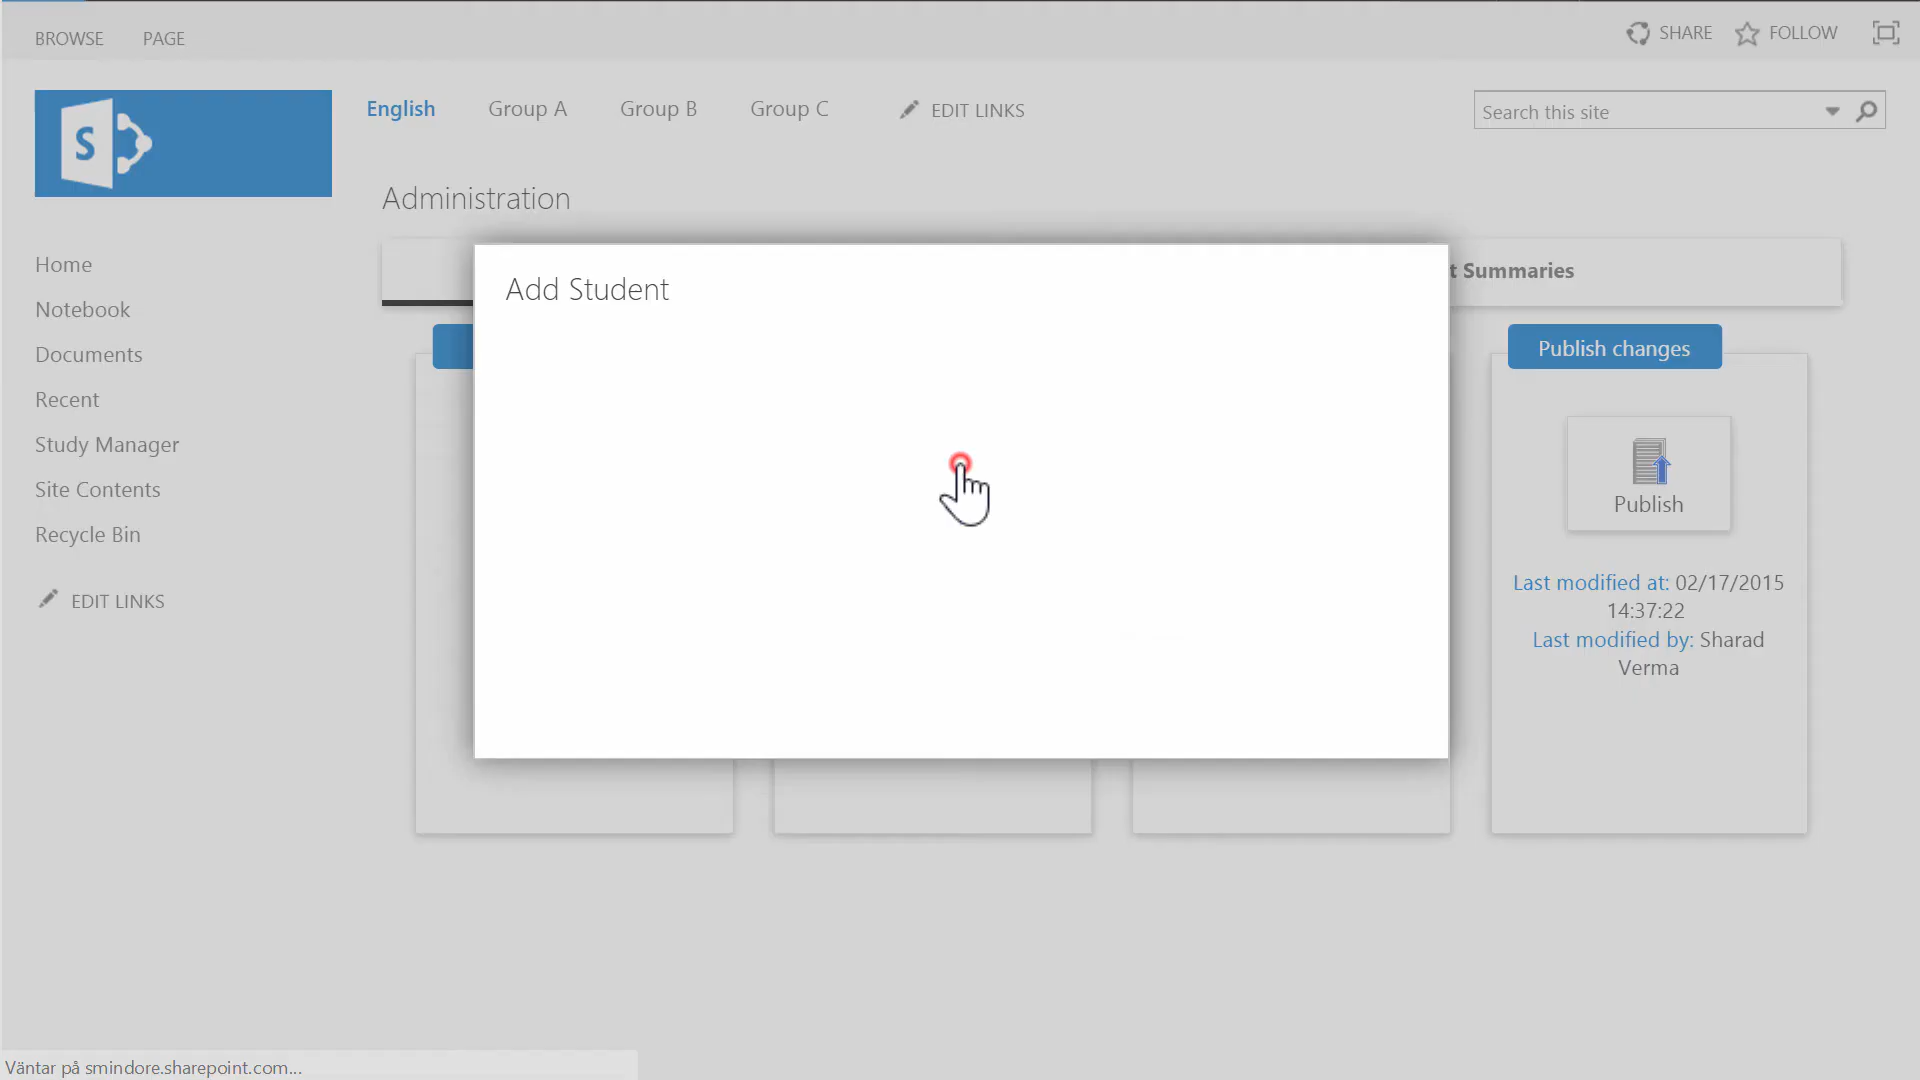 BROWSE PAGE SHARE FOLLOW
S
English Group A Group B Group C EDIT LINKS Search this site
Administration
Home
Notebook
Documents
Recent
Study Manager
Site Contents
Recycle Bin
EDIT LINKS
Add Student
t Summaries
Publish changes
Publish
Last modified at: 02/17/2015
14:37:22
Last modified by: Sharad
Verma
Väntar på smindore.sharepoint.com...